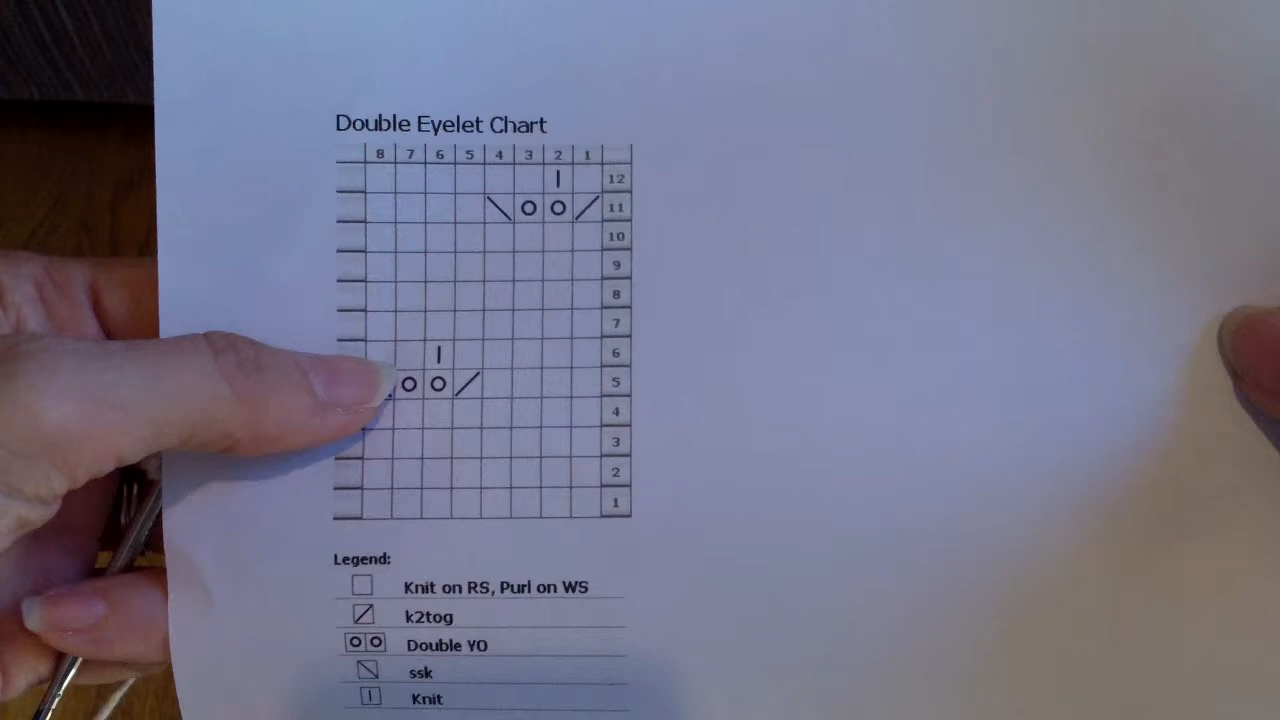 Double Eyelet Chart
8 7 6 5 4 3 2 1
12
11
10
9
8
7
6
5
4
3
2
1
Legend:
Knit on RS, Purl on WS
k2tog
Double YO
ssk
Knit